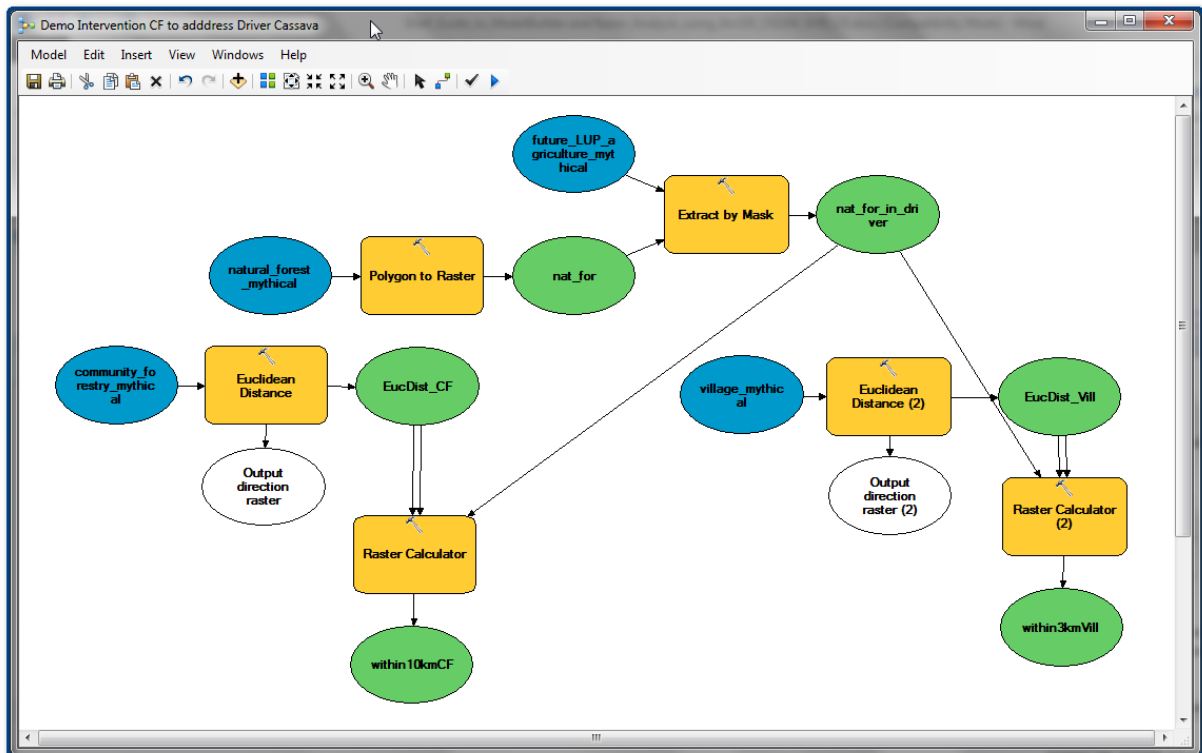 Demo Intervention CF to adddress Driver Cassava
Model Edit Insert View Windows Help
future_LUP_a
griculture_myt
hical
Extract by Mask
nat_for_in_dri
ver
natural_forest
_mythical
Polygon to Raster
nat_for
community_fo
restry_mythic
al
Euclidean
Distance
EucDist_CF
village_mythic
al
Euclidean
Distance (2)
EucDist_Vill
Output
direction
raster
Output
direction
raster (2)
Raster Calculator
Raster Calculator
(2)
within10kmCF
within3kmVill